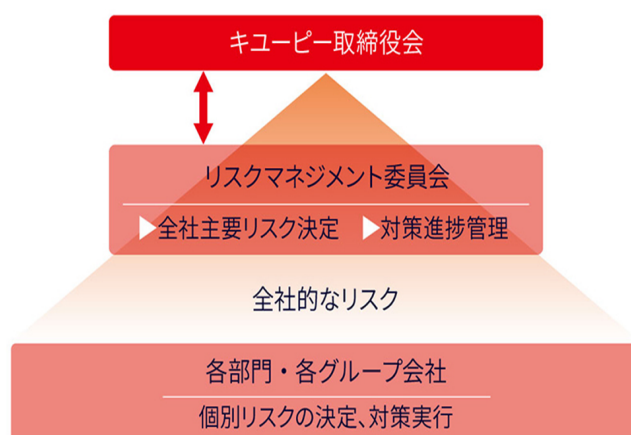 キユーピー取締役会
リスクマネジメント委員会
▶全社主要リスク決定 ▶対策進捗管理
全社的なリスク
各部門・各グループ会社
個別リスクの決定、対策実行